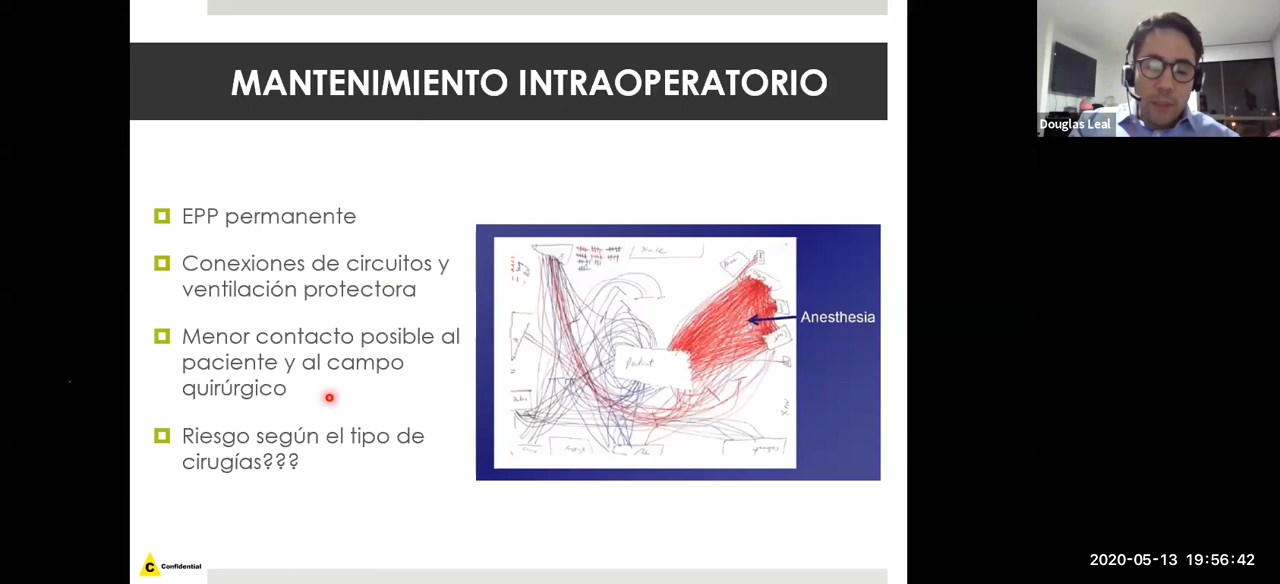 MANTENIMIENTO INTRAOPERATORIO
Douglas Leal
EPP permanente
Conexiones de circuitos y
ventilación protectora
Menor contacto posible al
paciente y al campo
quirúrgico
Riesgo según el tipo de
cirugías???
Anesthesia
Patient
C Confidential
2020-05-13 19:56:42